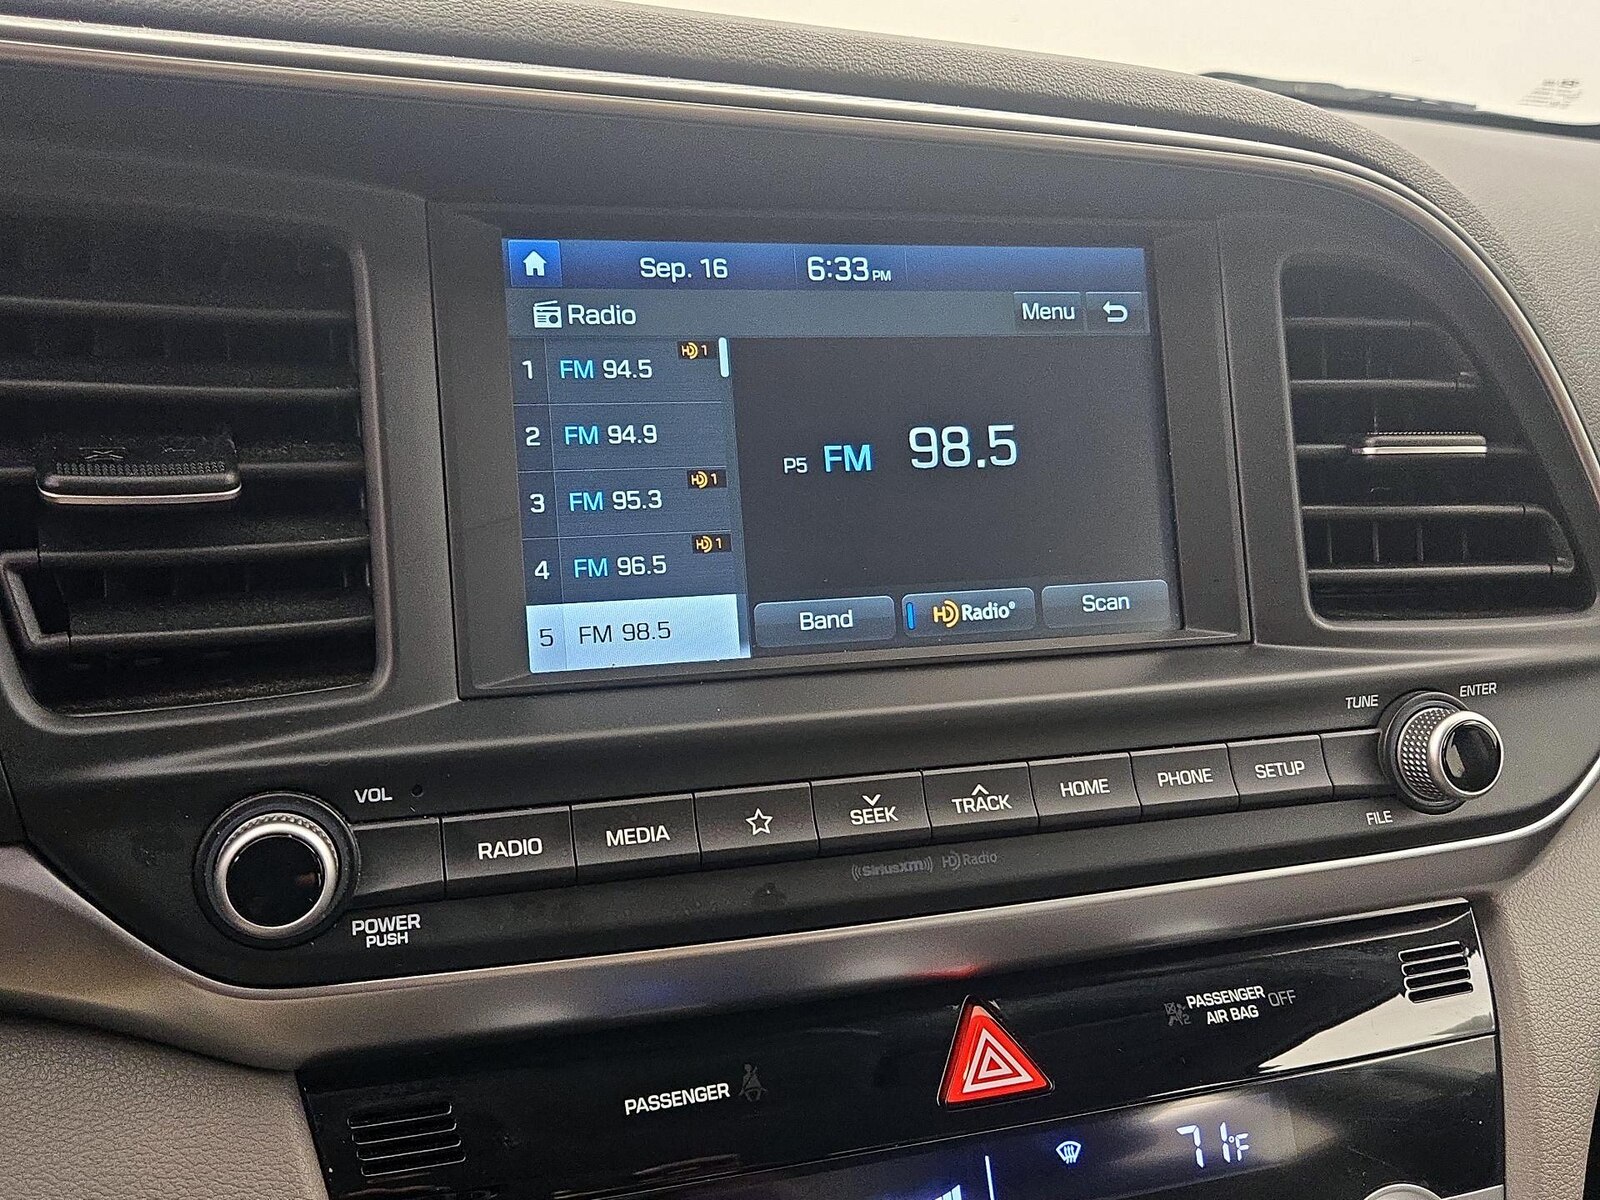 Sep. 16 6:33 PM
Radio Menu
1 FM 94.5 HD 1
2 FM 94.9
3 FM 95.3 HD 1
4 FM 96.5 HD 1
5 FM 98.5
P5 FM 98.5
Band HD Radio® Scan
TUNE ENTER
FILE
VOL
POWER
PUSH
RADIO MEDIA SEEK TRACK HOME PHONE SETUP
((SiriusXM)) HD Radio
PASSENGER
AIR BAG OFF
PASSENGER
71°F